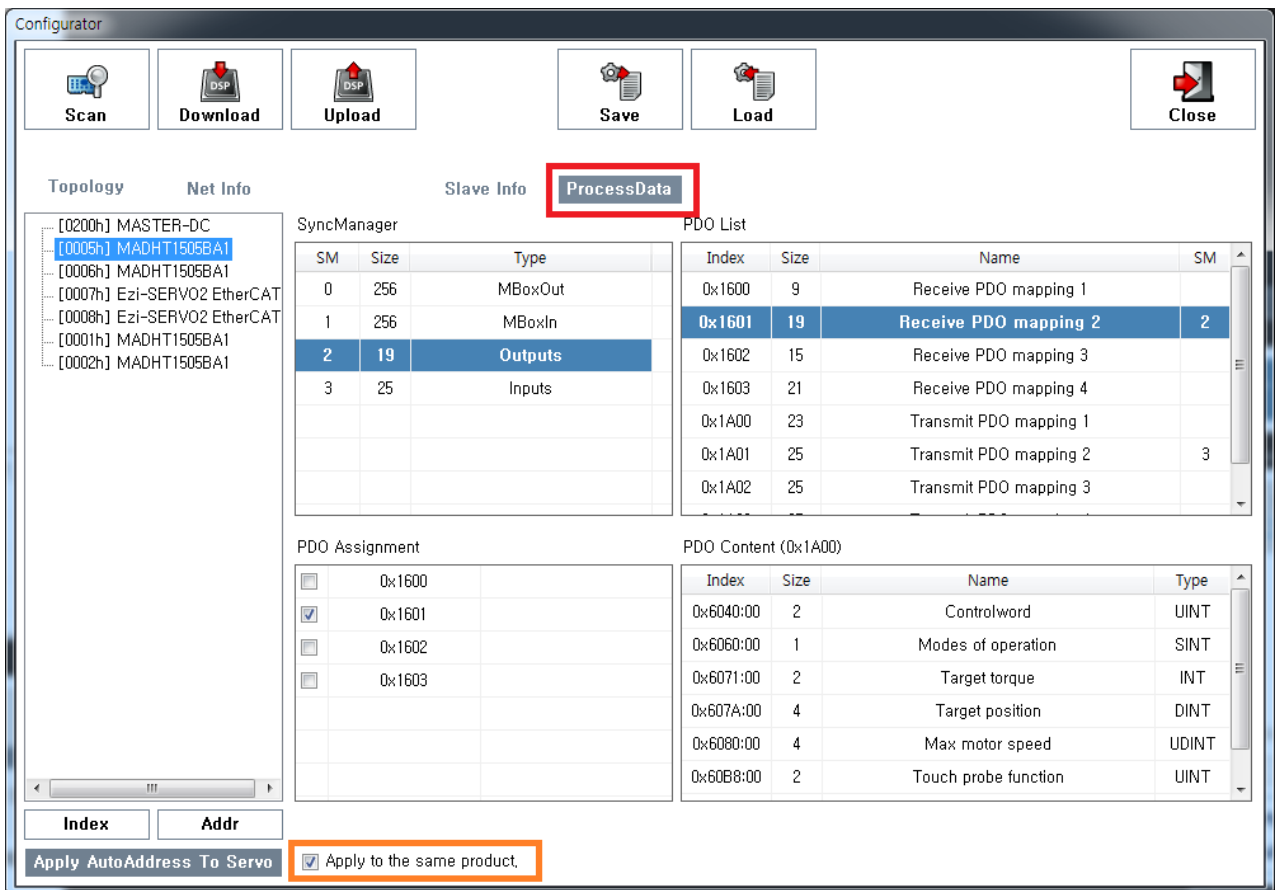 Configurator
Scan Download Upload Save Load Close
DSP DSP
Topology Net Info Slave Info ProcessData
[0200h] MASTER-DC
[0005h] MADHT1505BA1
[0006h] MADHT1505BA1
[0007h] Ezi-SERVO2 EtherCAT
[0008h] Ezi-SERVO2 EtherCAT
[0001h] MADHT1505BA1
[0002h] MADHT1505BA1
SyncManager
SM Size Type
0 256 MBoxOut
1 256 MBoxIn
2 19 Outputs
3 25 Inputs
PDO List
Index Size Name SM
0x1600 9 Receive PDO mapping 1
0x1601 19 Receive PDO mapping 2 2
0x1602 15 Receive PDO mapping 3
0x1603 21 Receive PDO mapping 4
0x1A00 23 Transmit PDO mapping 1
0x1A01 25 Transmit PDO mapping 2 3
0x1A02 25 Transmit PDO mapping 3
PDO Assignment
0x1600
0x1601
0x1602
0x1603
PDO Content (0x1A00)
Index Size Name Type
0x6040:00 2 Controlword UINT
0x6060:00 1 Modes of operation SINT
0x6071:00 2 Target torque INT
0x607A:00 4 Target position DINT
0x6080:00 4 Max motor speed UDINT
0x60B8:00 2 Touch probe function UINT
Index Addr
Apply AutoAddress To Servo
Apply to the same product,